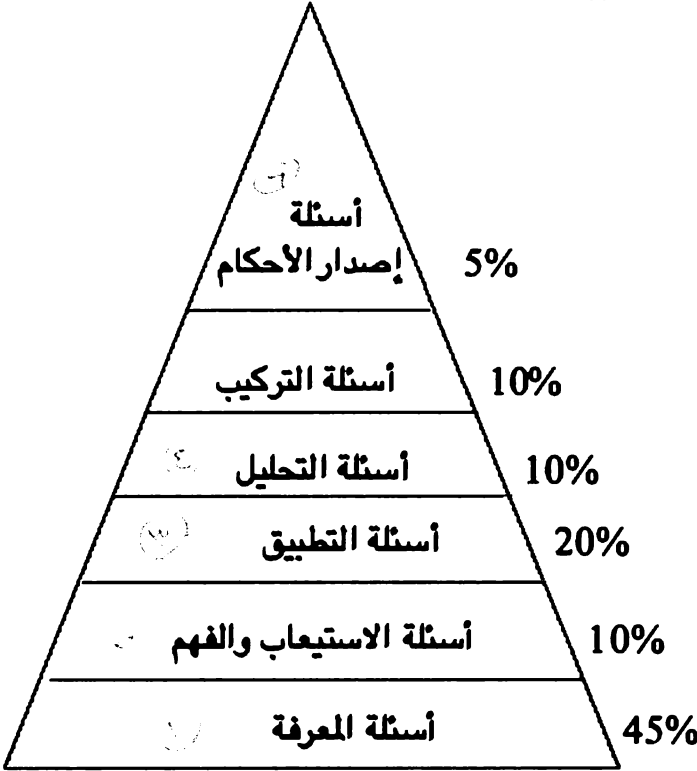 أسئلة
إصدار الأحكام 5%
أسئلة التركيب 10%
أسئلة التحليل 10%
أسئلة التطبيق 20%
أسئلة الاستيعاب والفهم 10%
أسئلة المعرفة 45%